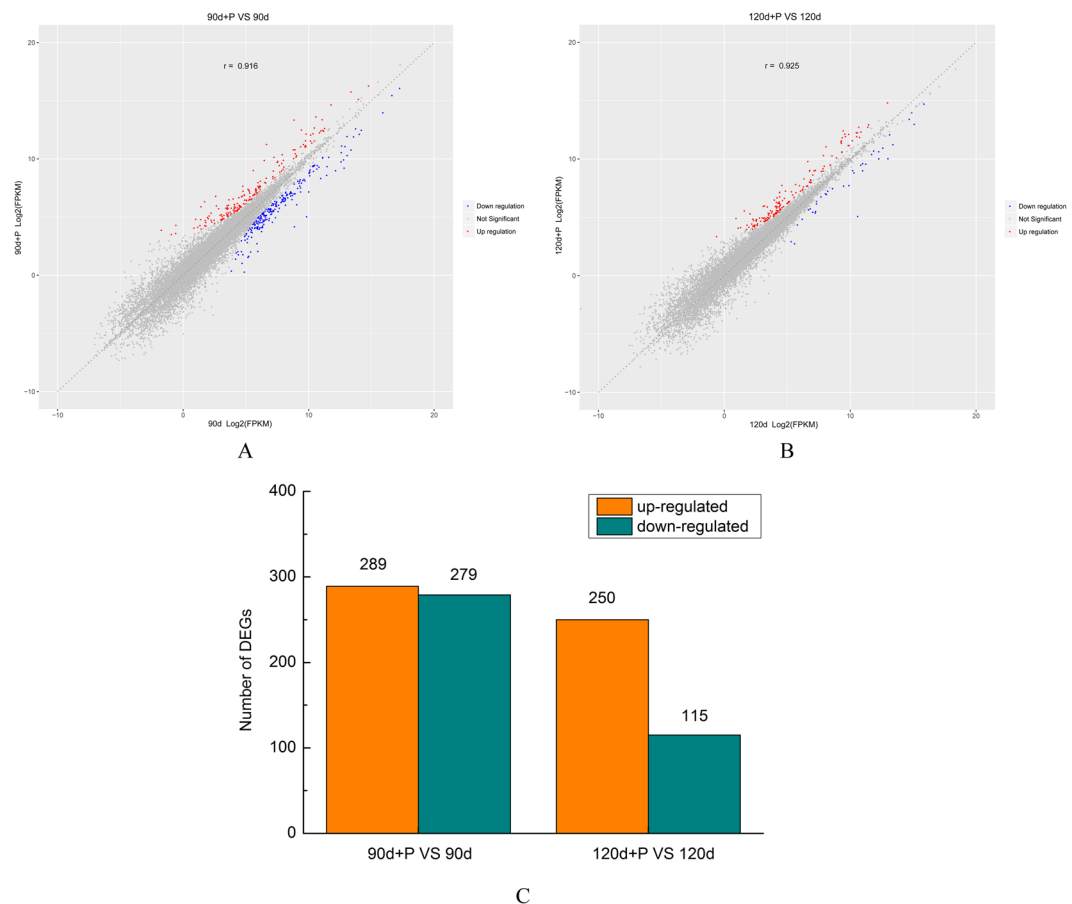 90d+P VS 90d
r = 0.916
20
10
0
−10
90d+P Log2(FPKM)
−10
0
10
20
90d Log2(FPKM)
Down regulation
Not Significant
Up regulation
A
120d+P VS 120d
r = 0.925
20
10
0
−10
120d+P Log2(FPKM)
−10
0
10
20
120d Log2(FPKM)
Down regulation
Not Significant
Up regulation
B
400
300
200
100
0
Number of DEGs
up-regulated
down-regulated
289
279
250
115
90d+P VS 90d
120d+P VS 120d
C